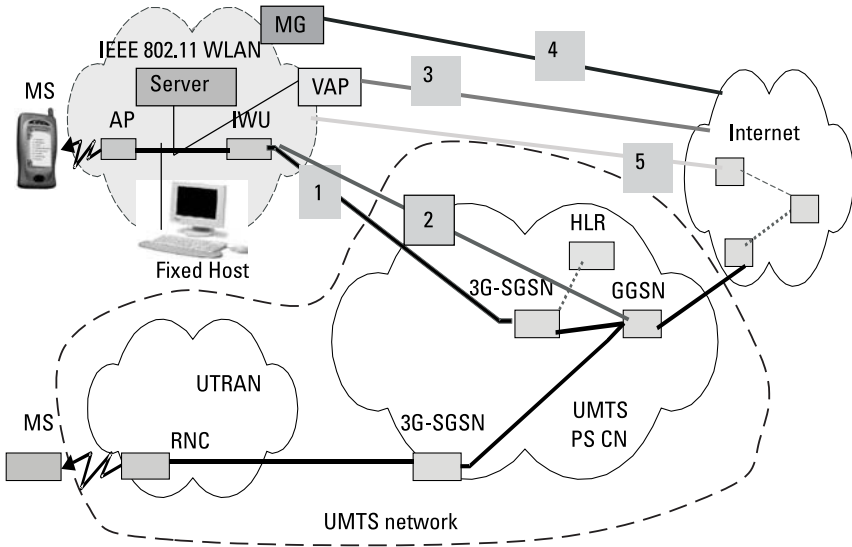 MG
IEEE 802.11 WLAN
4
MS
Server
VAP
3
AP
IWU
Internet
5
1
2
Fixed Host
HLR
3G-SGSN
GGSN
UTRAN
MS
RNC
3G-SGSN
UMTS
PS CN
UMTS network